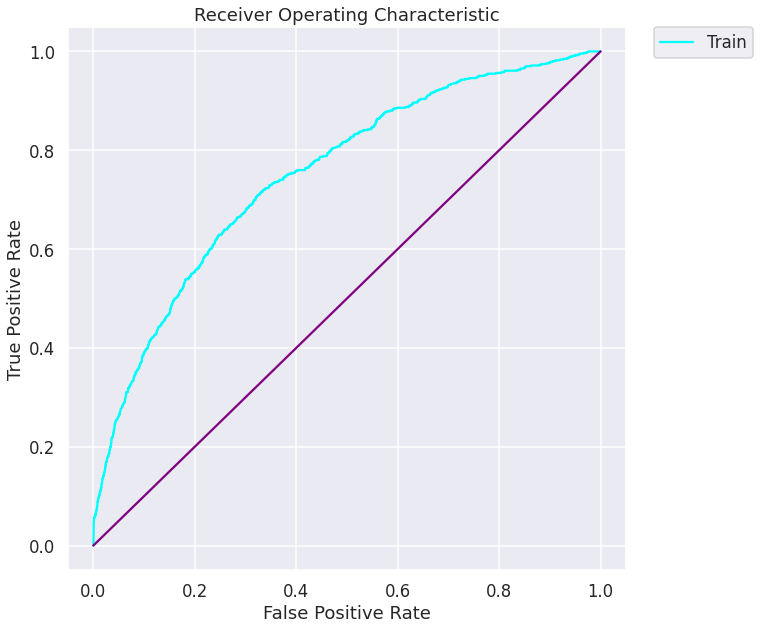 Receiver Operating Characteristic
Train
1.0
0.8
0.6
0.4
0.2
0.0
True Positive Rate
0.0 0.2 0.4 0.6 0.8 1.0
False Positive Rate